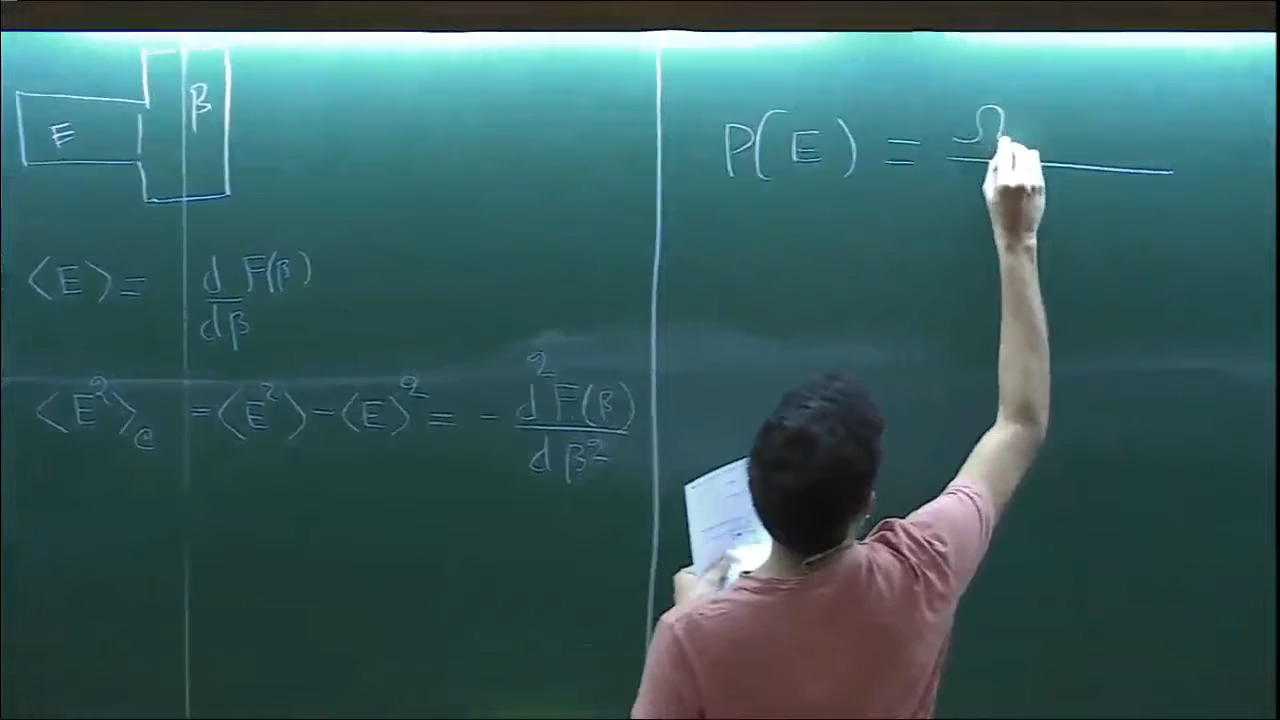 E
β
⟨E⟩ = d/dβ F(β)
⟨E²⟩_c = ⟨E²⟩ − ⟨E⟩² = − d²F(β)/dβ²
P(E) = Ω